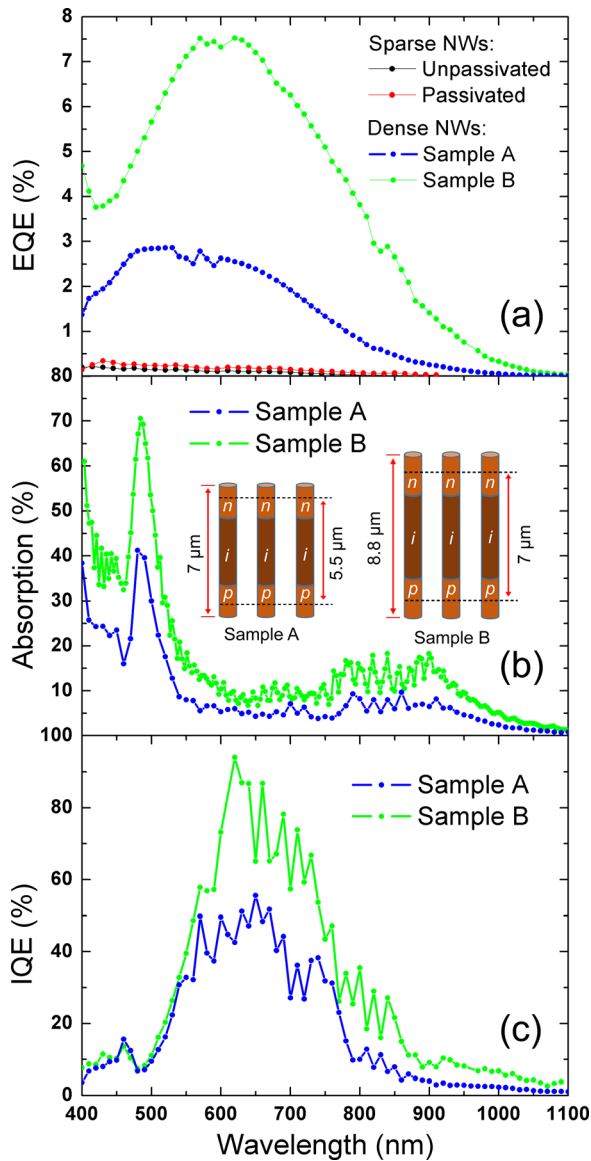 8
7
6
5
4
3
2
1
EQE (%)
Sparse NWs:
Unpassivated
Passivated
Dense NWs:
Sample A
Sample B
(a)
80
70
60
50
40
30
20
10
Absorption (%)
Sample A
Sample B
7 μm
n n n
i i i
p p p
5.5 μm
Sample A
8.8 μm
n n n
i i i
p p p
7 μm
Sample B
(b)
100
80
60
40
20
0
IQE (%)
Sample A
Sample B
(c)
400 500 600 700 800 900 1000 1100
Wavelength (nm)